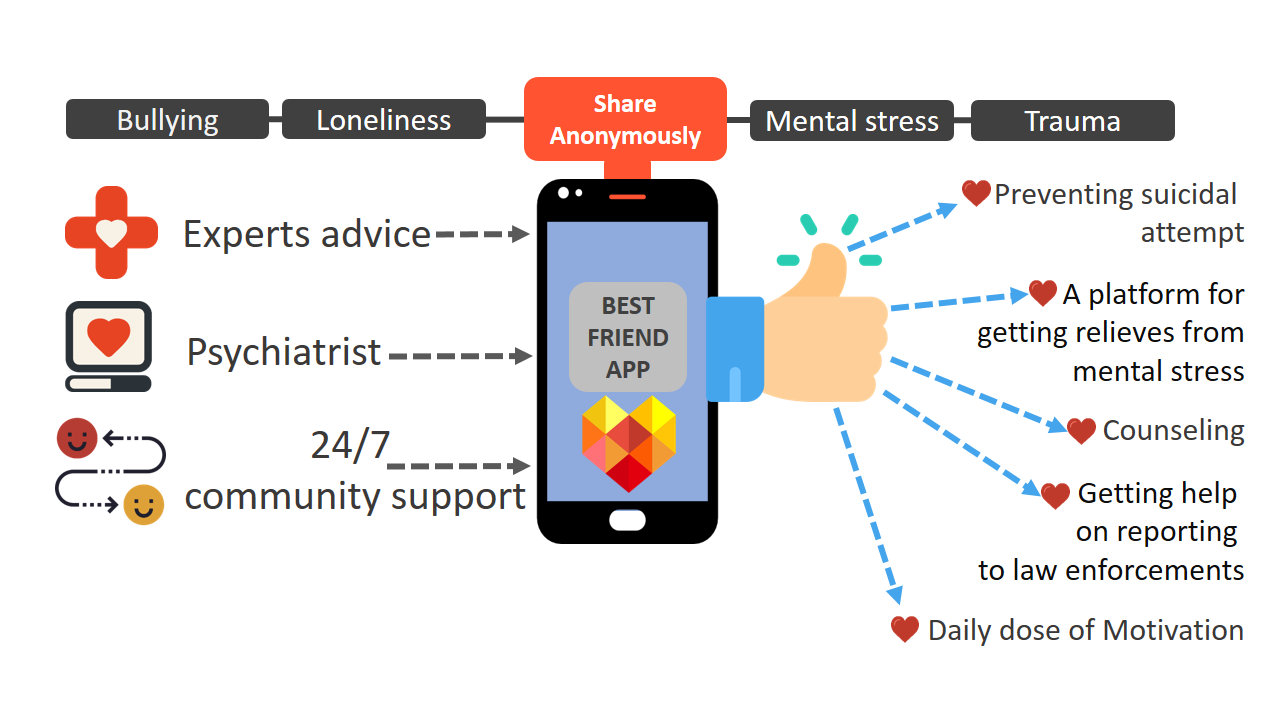 Bullying
Loneliness
Share
Anonymously
Mental stress
Trauma
Experts advice
Psychiatrist
24/7
community support
BEST
FRIEND
APP
Preventing suicidal
attempt
A platform for
getting relieves from
mental stress
Counseling
Getting help
on reporting
to law enforcements
Daily dose of Motivation